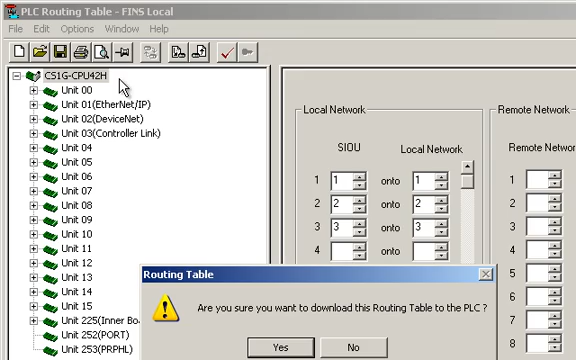 PLC Routing Table - FINS Local
File Edit Options Window Help
CS1G-CPU42H
Unit 00
Unit 01(EtherNet/IP)
Unit 02(DeviceNet)
Unit 03(Controller Link)
Unit 04
Unit 05
Unit 06
Unit 07
Unit 08
Unit 09
Unit 10
Unit 11
Unit 12
Unit 13
Unit 14
Unit 15
Unit 225(Inner Boa
Unit 252(PORT)
Unit 253(PRPHL)
Local Network
SIOU Local Network
1 1 onto 1
2 2 onto 2
3 3 onto 3
4 onto
Remote Network
Remote Netwo
1
2
3
4
5
6
7
8
Routing Table
Are you sure you want to download this Routing Table to the PLC ?
Yes No